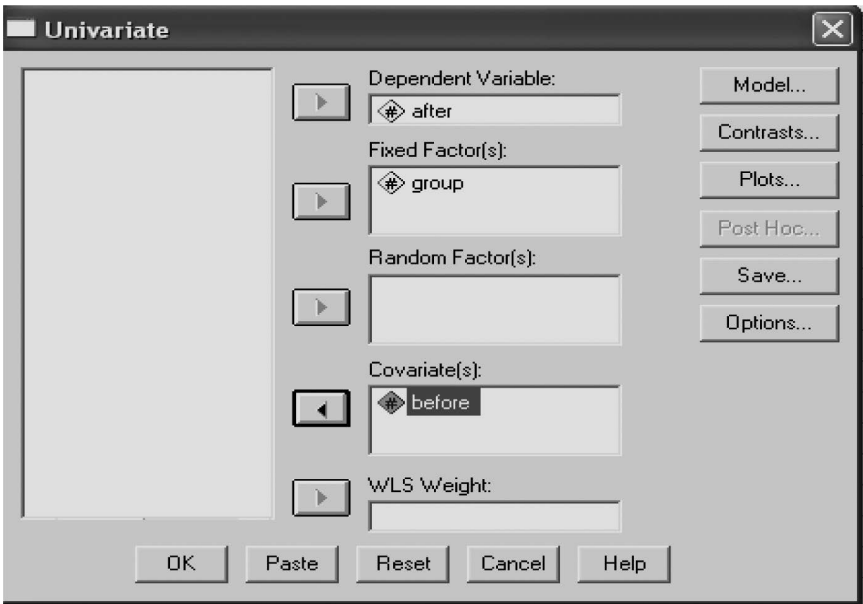 Univariate
Dependent Variable:
# after
Fixed Factor(s):
# group
Random Factor(s):
Covariate(s):
# before
WLS Weight:
Model...
Contrasts...
Plots...
Post Hoc...
Save...
Options...
OK
Paste
Reset
Cancel
Help